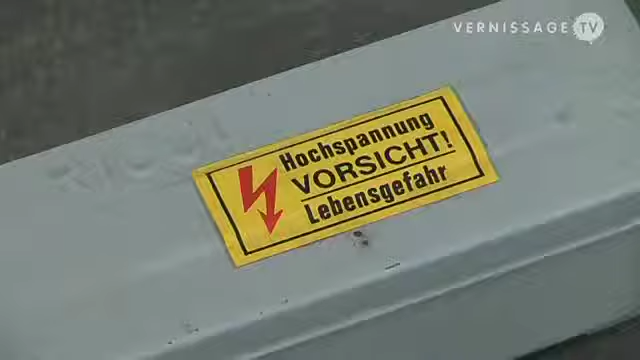 VERNISSAGE TV
Hochspannung
VORSICHT!
Lebensgefahr